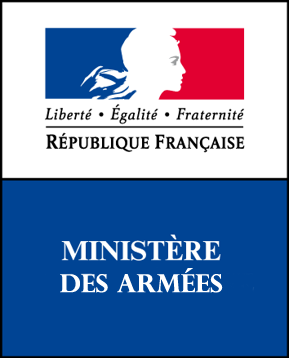 Liberté • Égalité • Fraternité
RÉPUBLIQUE FRANÇAISE
MINISTÈRE
DES ARMÉES